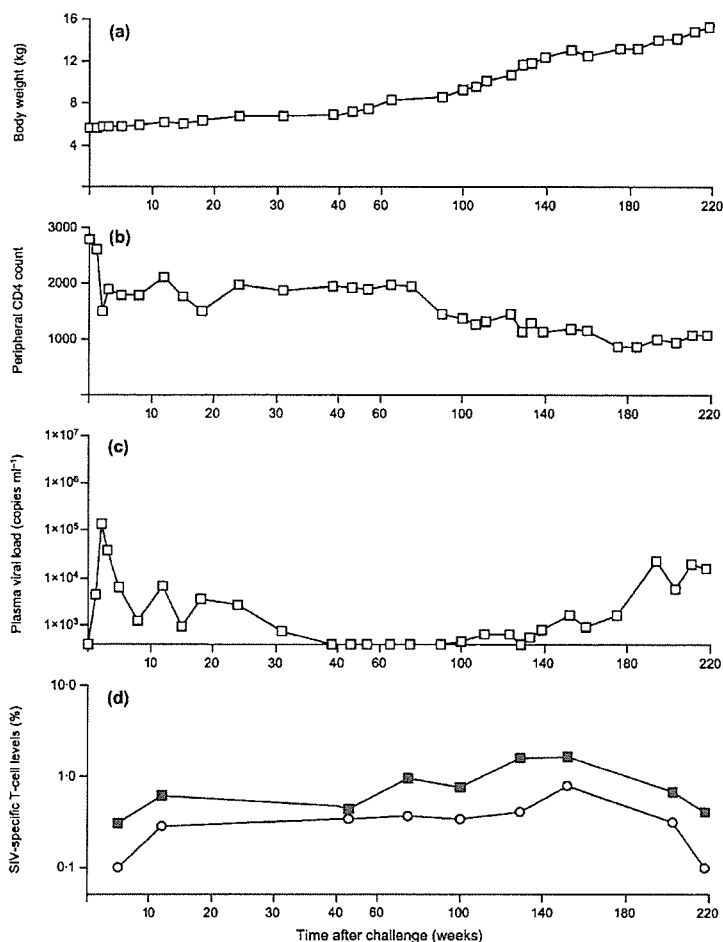 (a)
Body weight (kg)
16
12
8
4
10 20 30 40 60 100 140 180 220
(b)
Peripheral CD4 count
3000
2000
1000
10 20 30 40 60 100 140 180 220
(c)
Plasma viral load (copies ml⁻¹)
1×10⁷
1×10⁶
1×10⁵
1×10⁴
1×10³
10 20 30 40 60 100 140 180 220
(d)
SIV-specific T-cell levels (%)
10·0
1·0
0·1
10 20 30 40 60 100 140 180 220
Time after challenge (weeks)